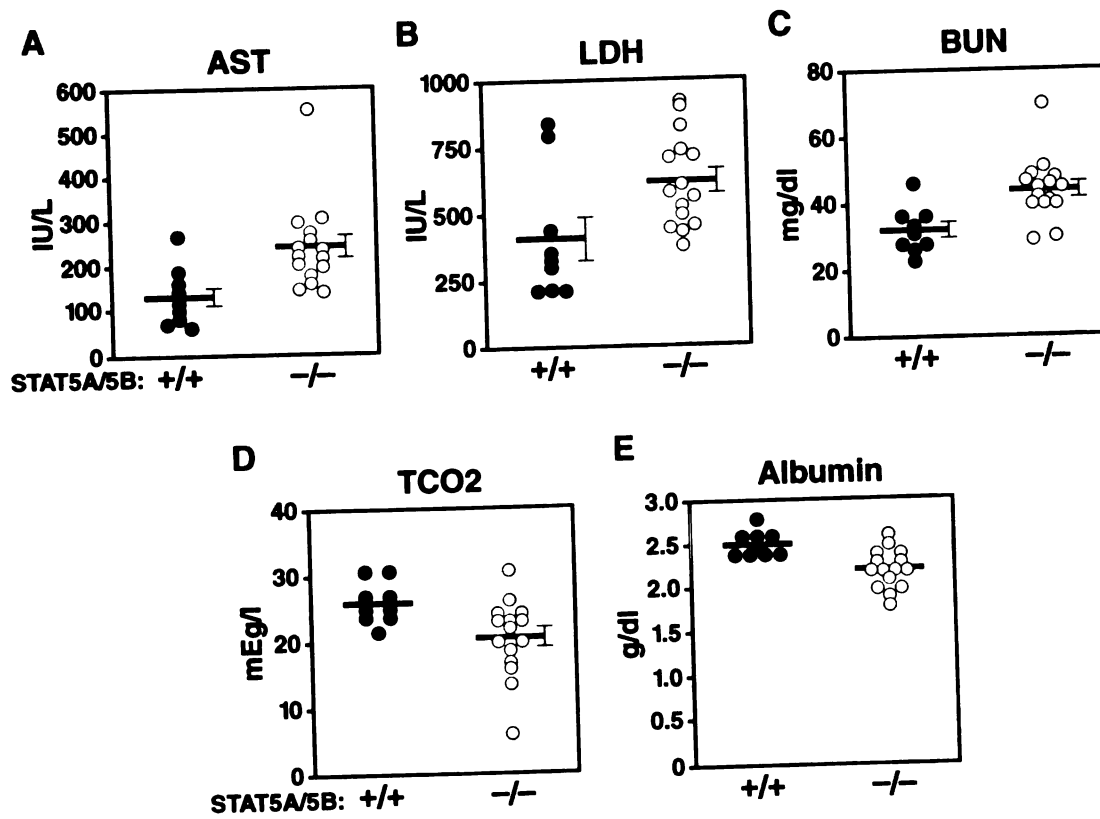 A
AST
600
500
400
300
200
100
0
IU/L
STAT5A/5B: +/+ −/−
B
LDH
1000
750
500
250
0
IU/L
+/+ −/−
C
BUN
80
60
40
20
0
mg/dl
+/+ −/−
D
TCO2
40
30
20
10
0
mEg/l
STAT5A/5B: +/+ −/−
E
Albumin
3.0
2.5
2.0
1.5
1.0
0.5
0
g/dl
+/+ −/−